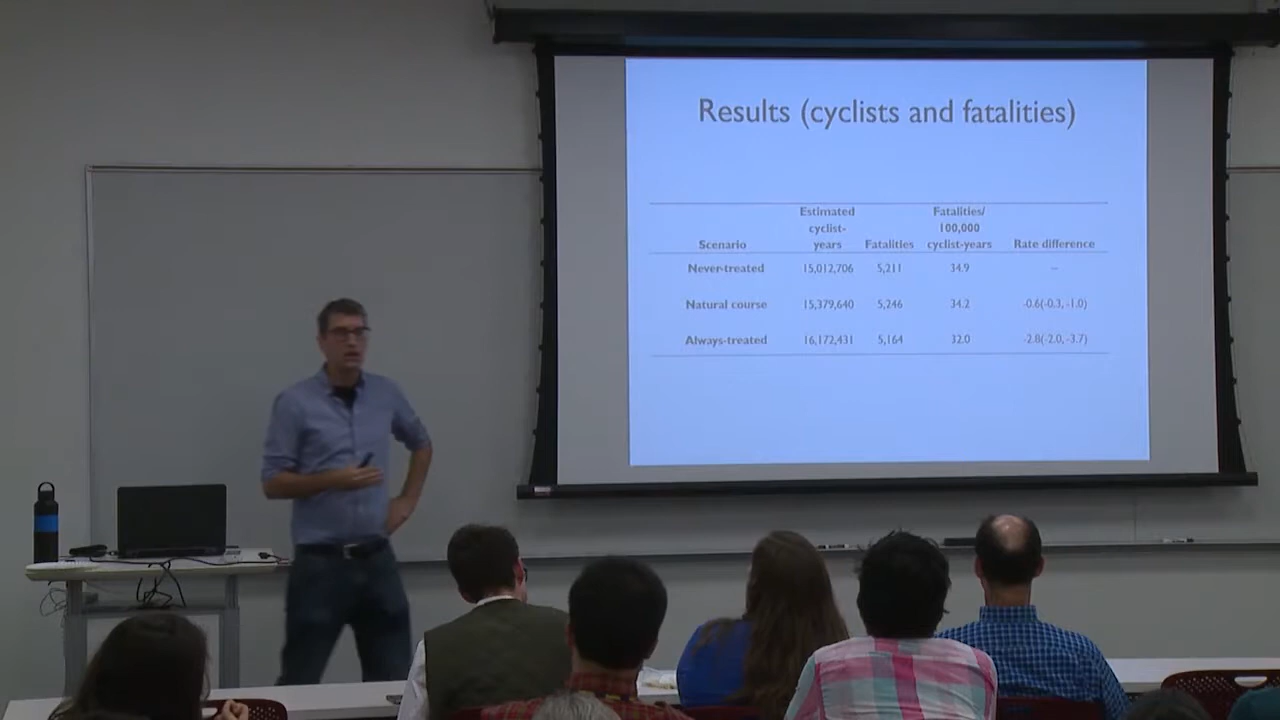 Results (cyclists and fatalities)
Scenario Estimated cyclist-years Fatalities Fatalities/ 100,000 cyclist-years Rate difference
Never-treated 15,012,706 5,211 34.9 –
Natural course 15,379,640 5,246 34.2 -0.6(-0.3, -1.0)
Always-treated 16,172,431 5,164 32.0 -2.8(-2.0, -3.7)